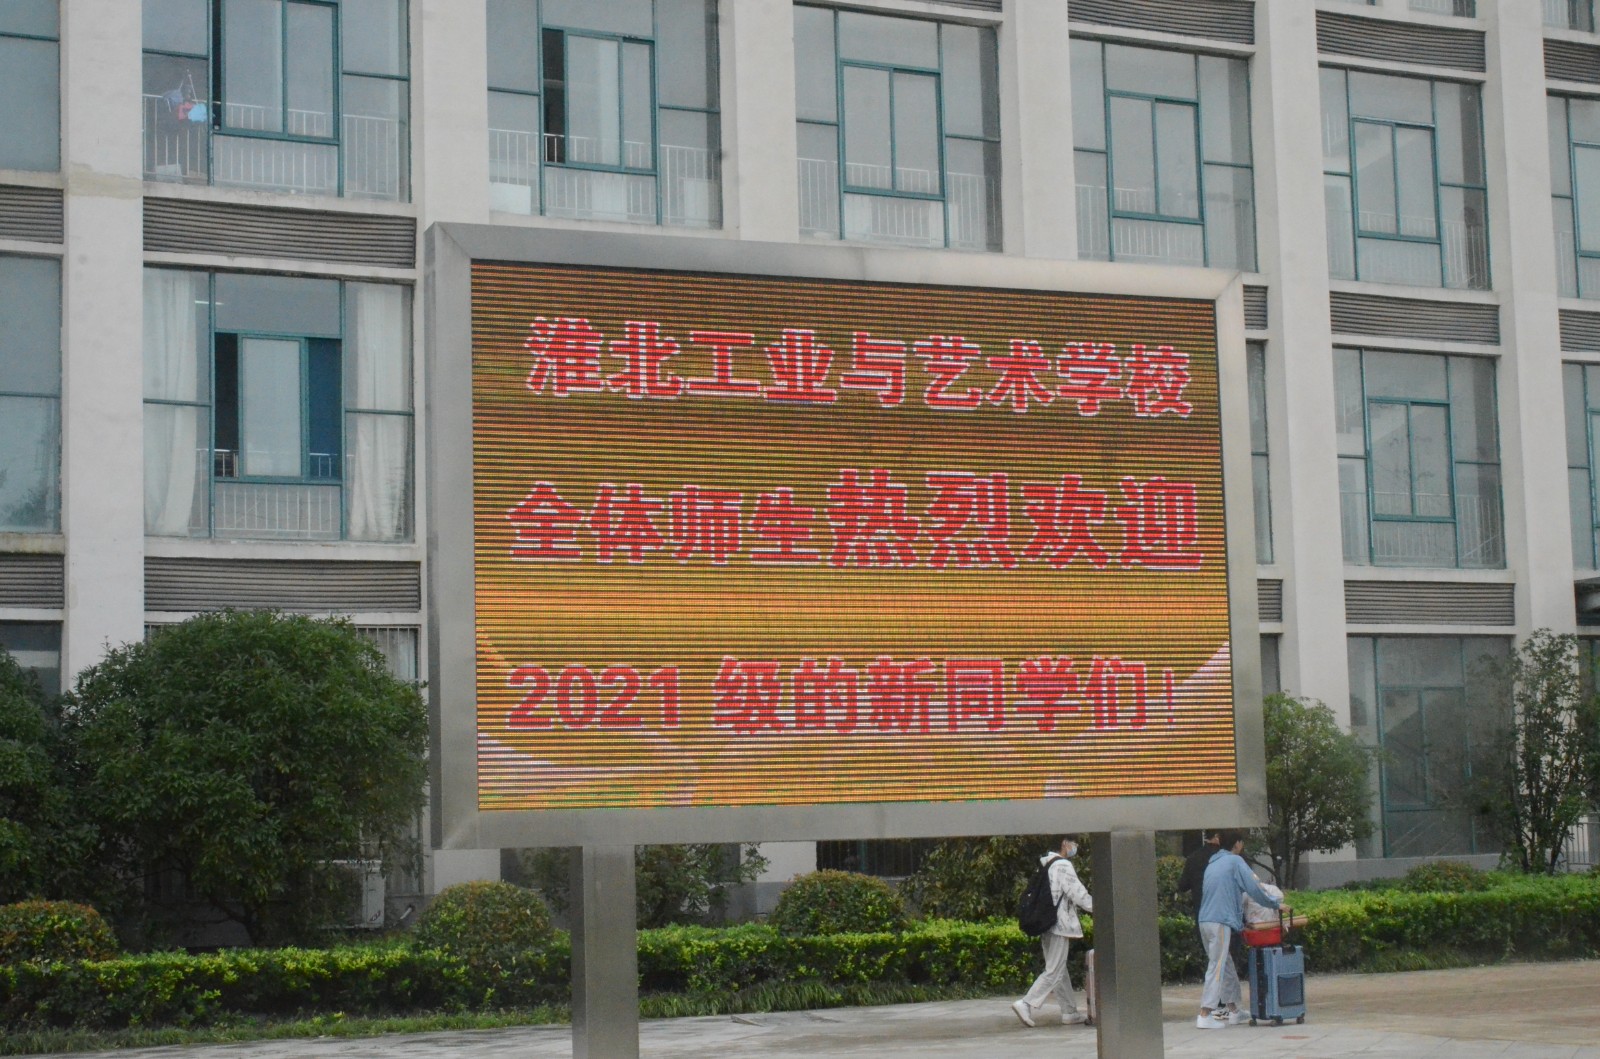 淮北工业与艺术学校
全体师生热烈欢迎
2021 级的新同学们!